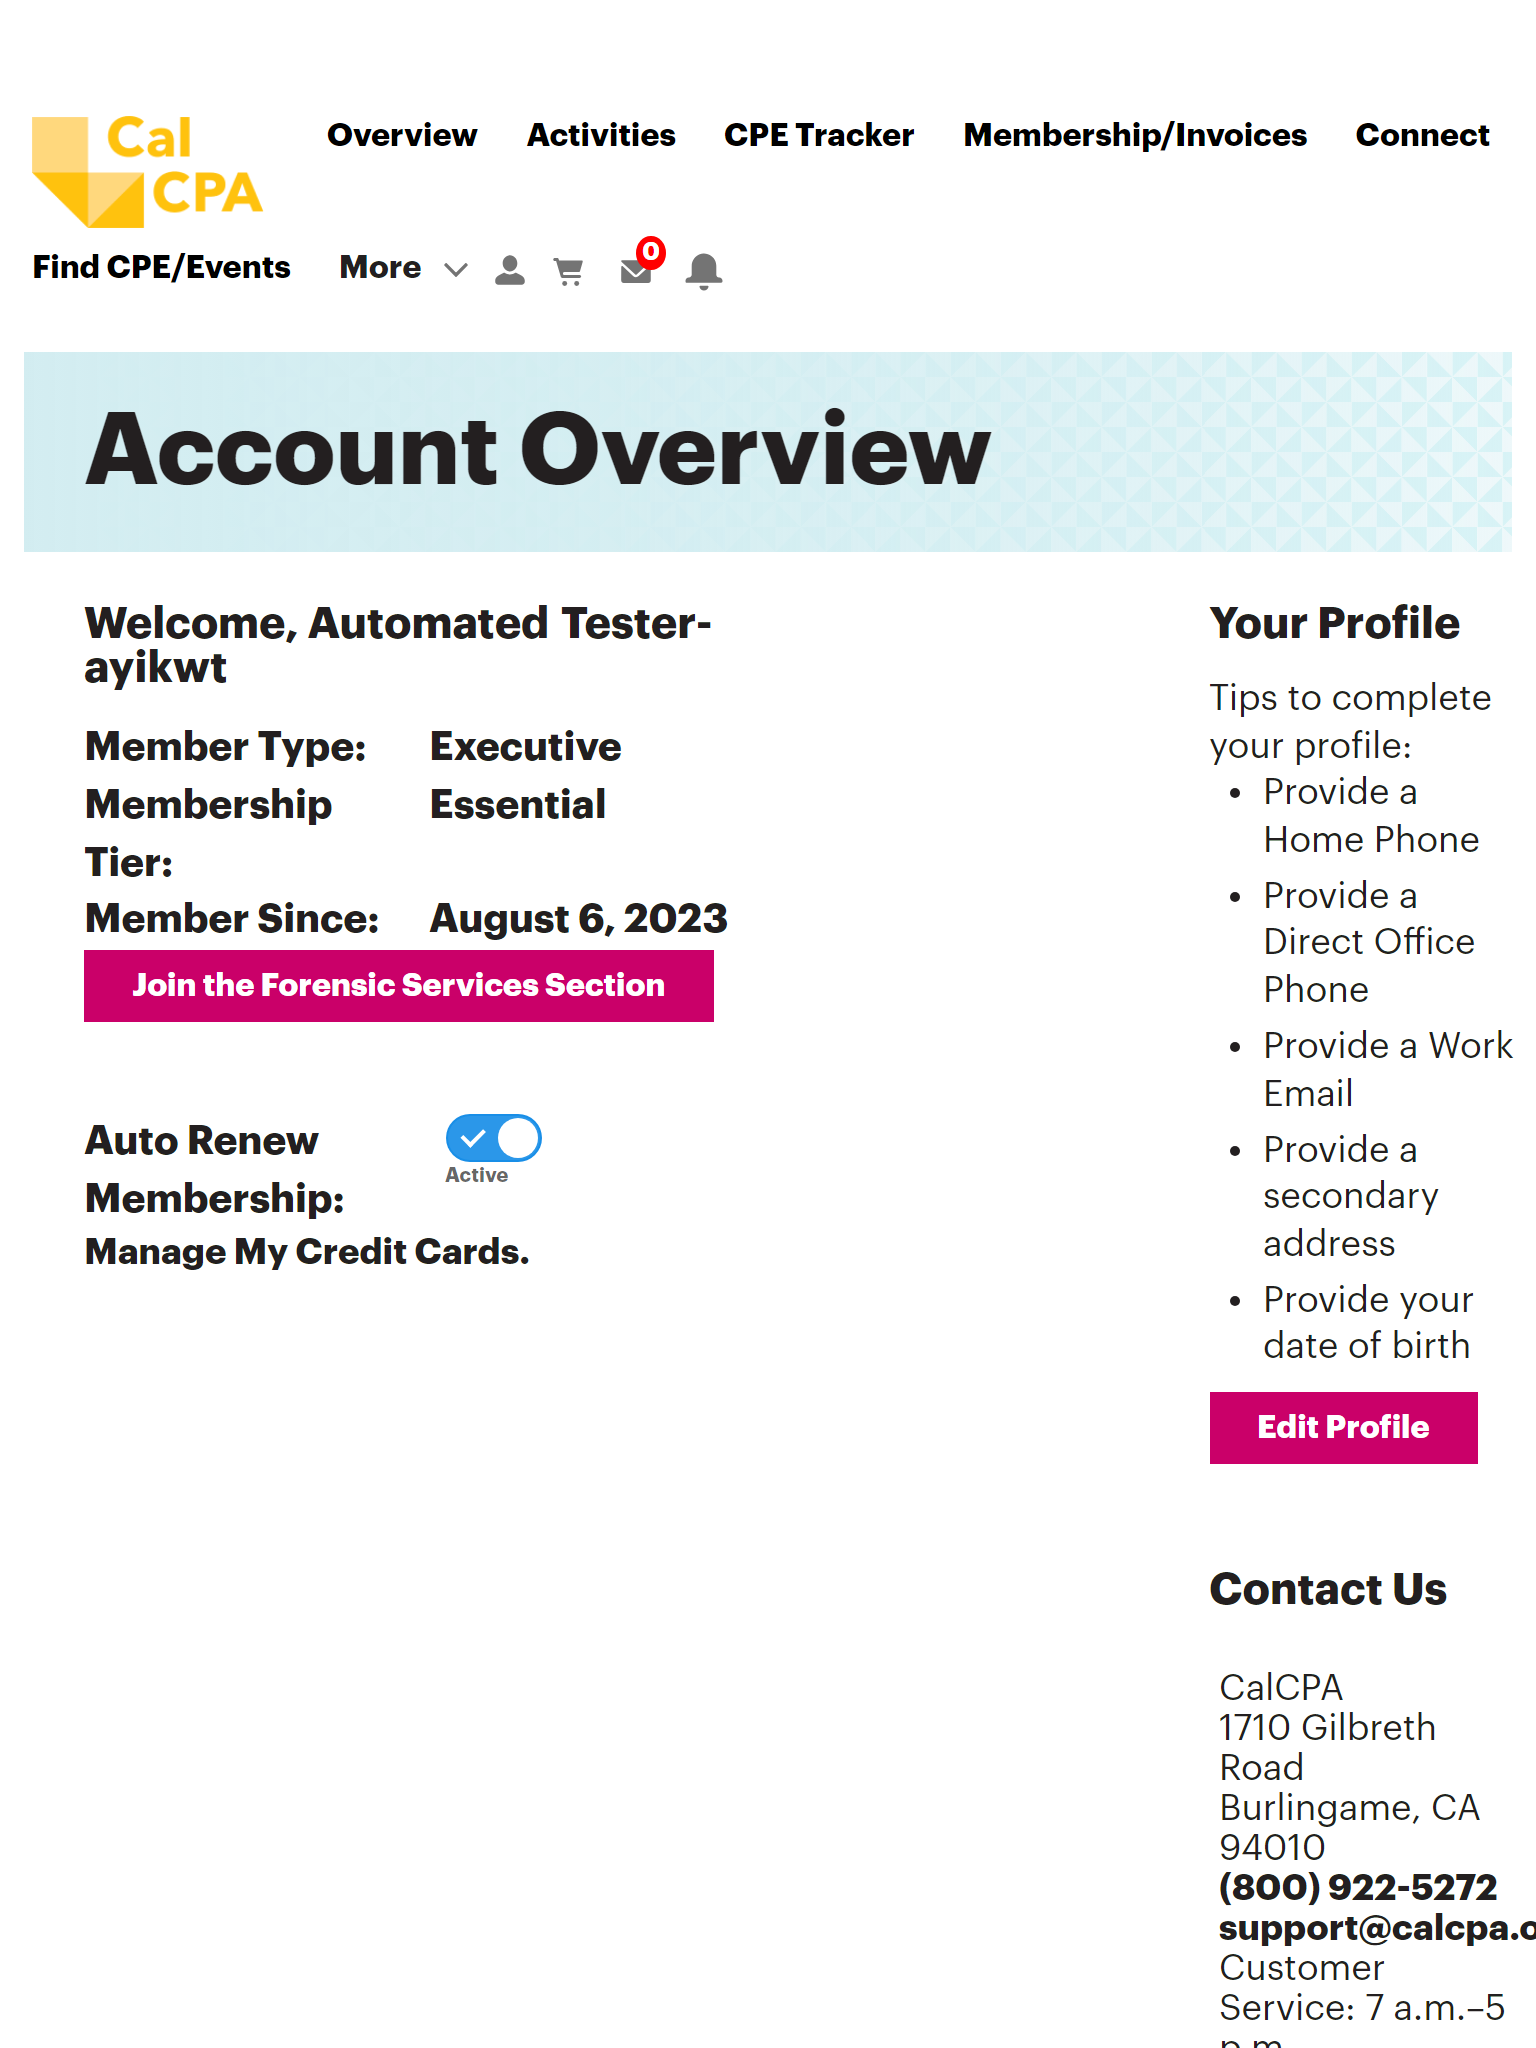 Cal
CPA
Overview
Activities
CPE Tracker
Membership/Invoices
Connect
Find CPE/Events
More
0
Account Overview
Welcome, Automated Tester-
ayikwt
Member Type: Executive
Membership Essential
Tier:
Member Since: August 6, 2023
Join the Forensic Services Section
Auto Renew
Membership:
Active
Manage My Credit Cards.
Your Profile
Tips to complete
your profile:
• Provide a
Home Phone
• Provide a
Direct Office
Phone
• Provide a Work
Email
• Provide a
secondary
address
• Provide your
date of birth
Edit Profile
Contact Us
CalCPA
1710 Gilbreth
Road
Burlingame, CA
94010
(800) 922-5272
support@calcpa.o
Customer
Service: 7 a.m.–5
p.m.